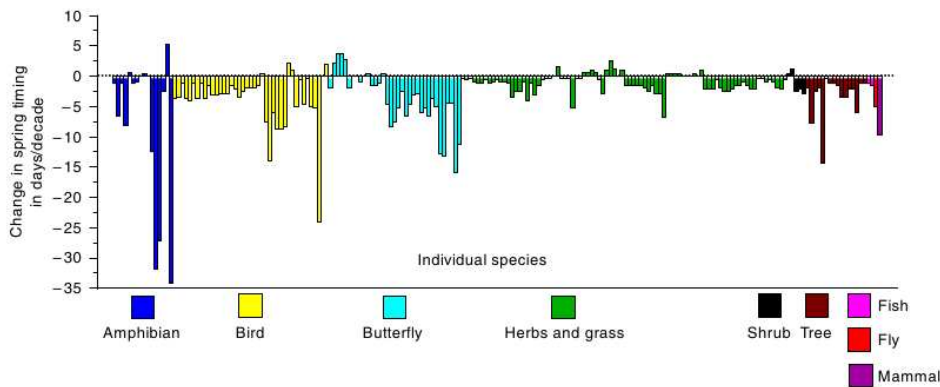 Change in spring timing
in days/decade
10
5
0
−5
−10
−15
−20
−25
−30
−35
Individual species
Amphibian
Bird
Butterfly
Herbs and grass
Shrub
Tree
Fish
Fly
Mammal